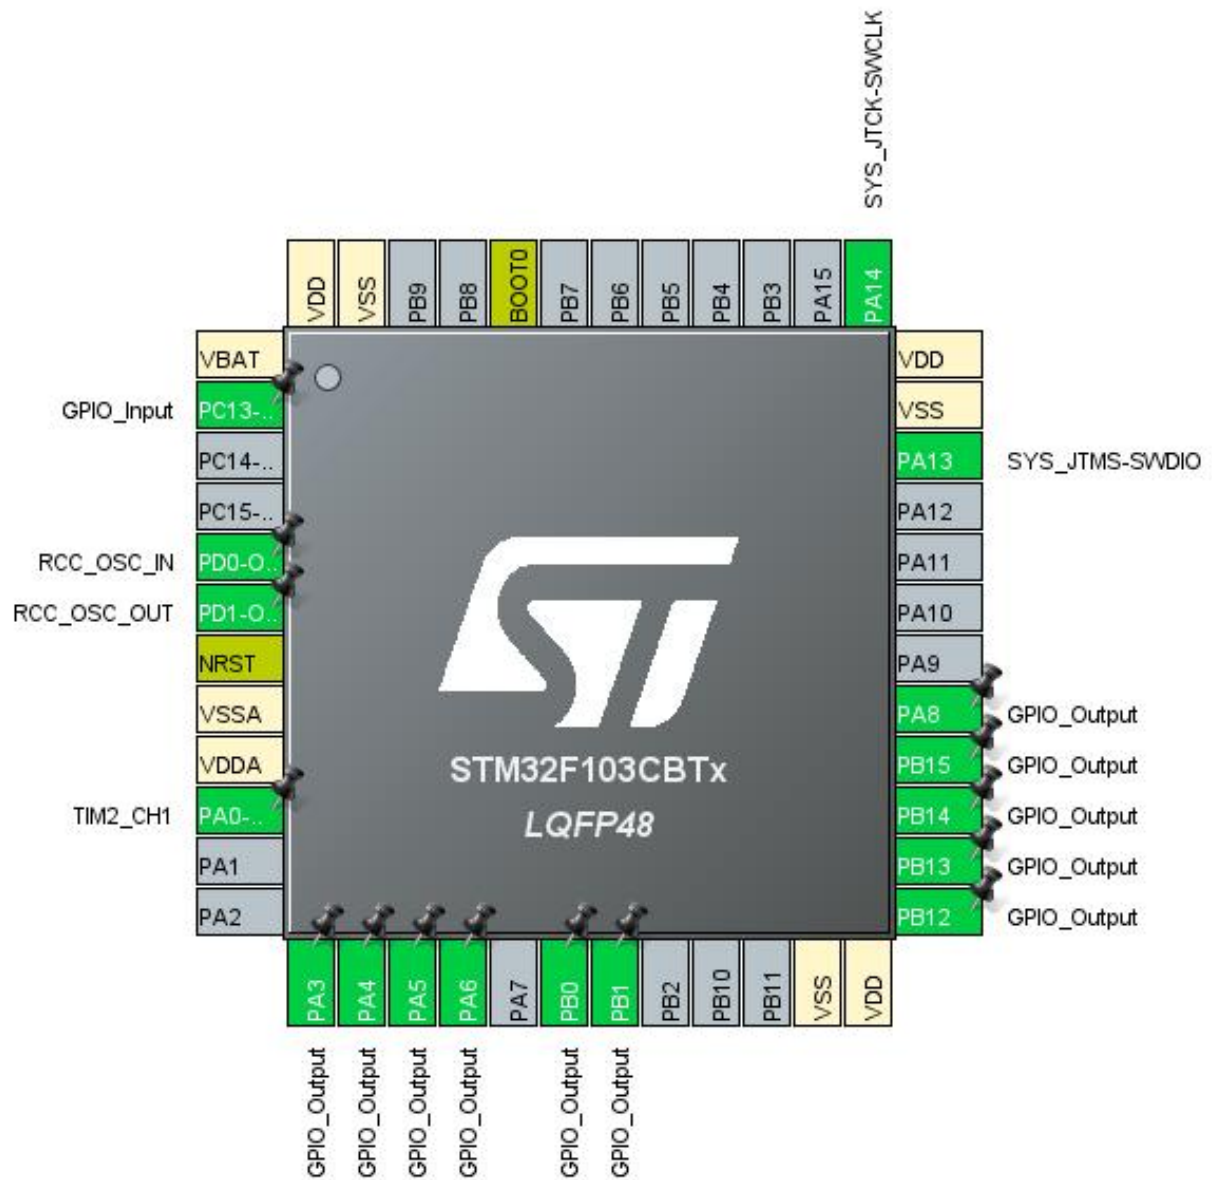 SYS_JTCK-SWCLK
VDD
VSS
PB9
PB8
BOOT0
PB7
PB6
PB5
PB4
PB3
PA15
PA14
VBAT
GPIO_Input PC13-..
PC14-..
PC15-..
RCC_OSC_IN PD0-O..
RCC_OSC_OUT PD1-O..
NRST
VSSA
VDDA
TIM2_CH1 PA0-..
PA1
PA2
STM32F103CBTx
LQFP48
VDD
VSS
PA13 SYS_JTMS-SWDIO
PA12
PA11
PA10
PA9
PA8 GPIO_Output
PB15 GPIO_Output
PB14 GPIO_Output
PB13 GPIO_Output
PB12 GPIO_Output
PA3
PA4
PA5
PA6
PA7
PB0
PB1
PB2
PB10
PB11
VSS
VDD
GPIO_Output
GPIO_Output
GPIO_Output
GPIO_Output
GPIO_Output
GPIO_Output